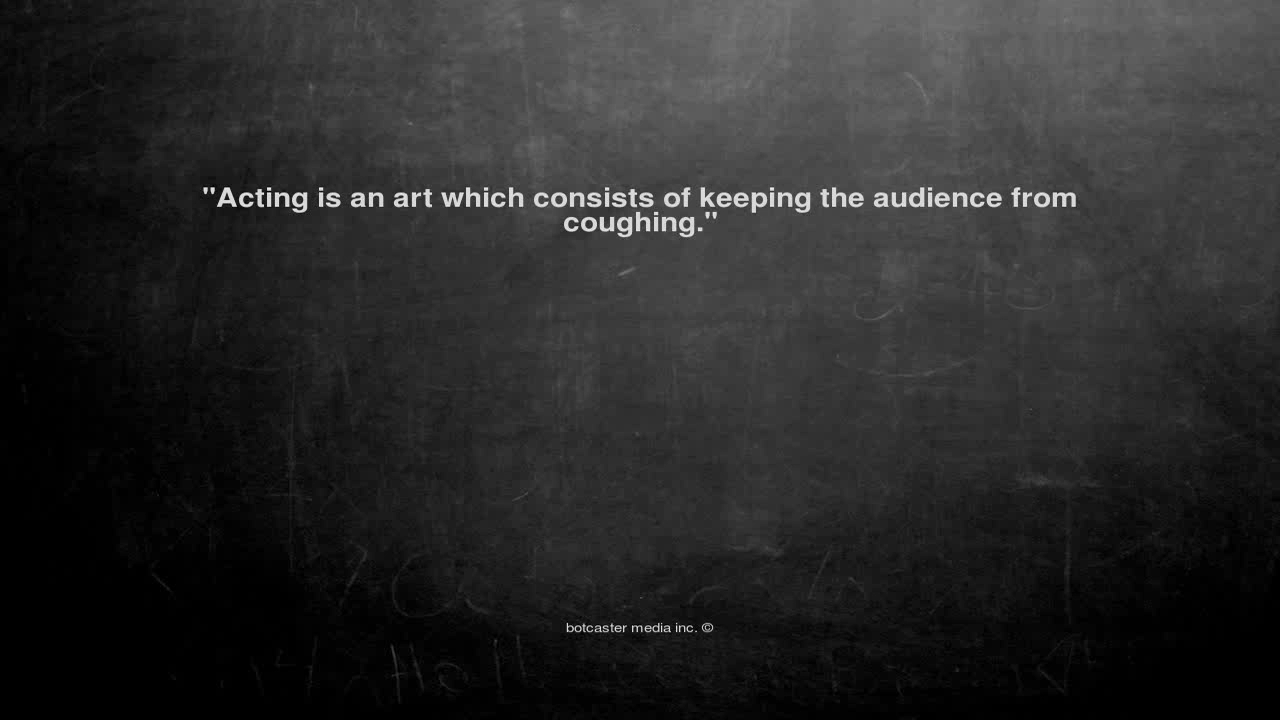 "Acting is an art which consists of keeping the audience from
coughing."
botcaster media inc. ©